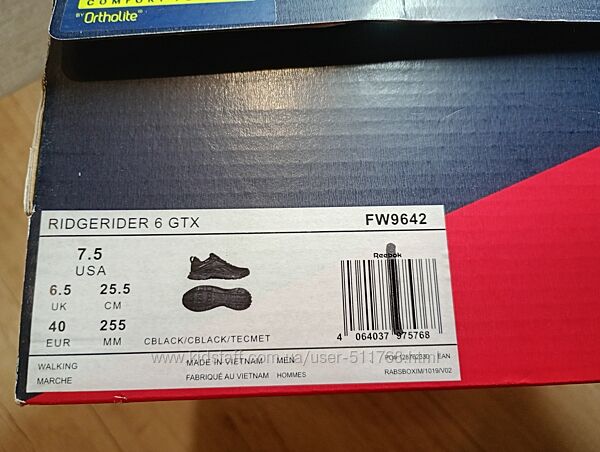 COMFORT
BY Ortholite®
RIDGERIDER 6 GTX
FW9642
7.5
USA
6.5 25.5
UK CM
40 255
EUR MM
CBLACK/CBLACK/TECMET
Reebok
4 064037 975768
WALKING
MARCHE
MADE IN VIETNAM MEN
FABRIQUÉ AU VIETNAM HOMMES
EAN
RABSBOXIM/1019/V02